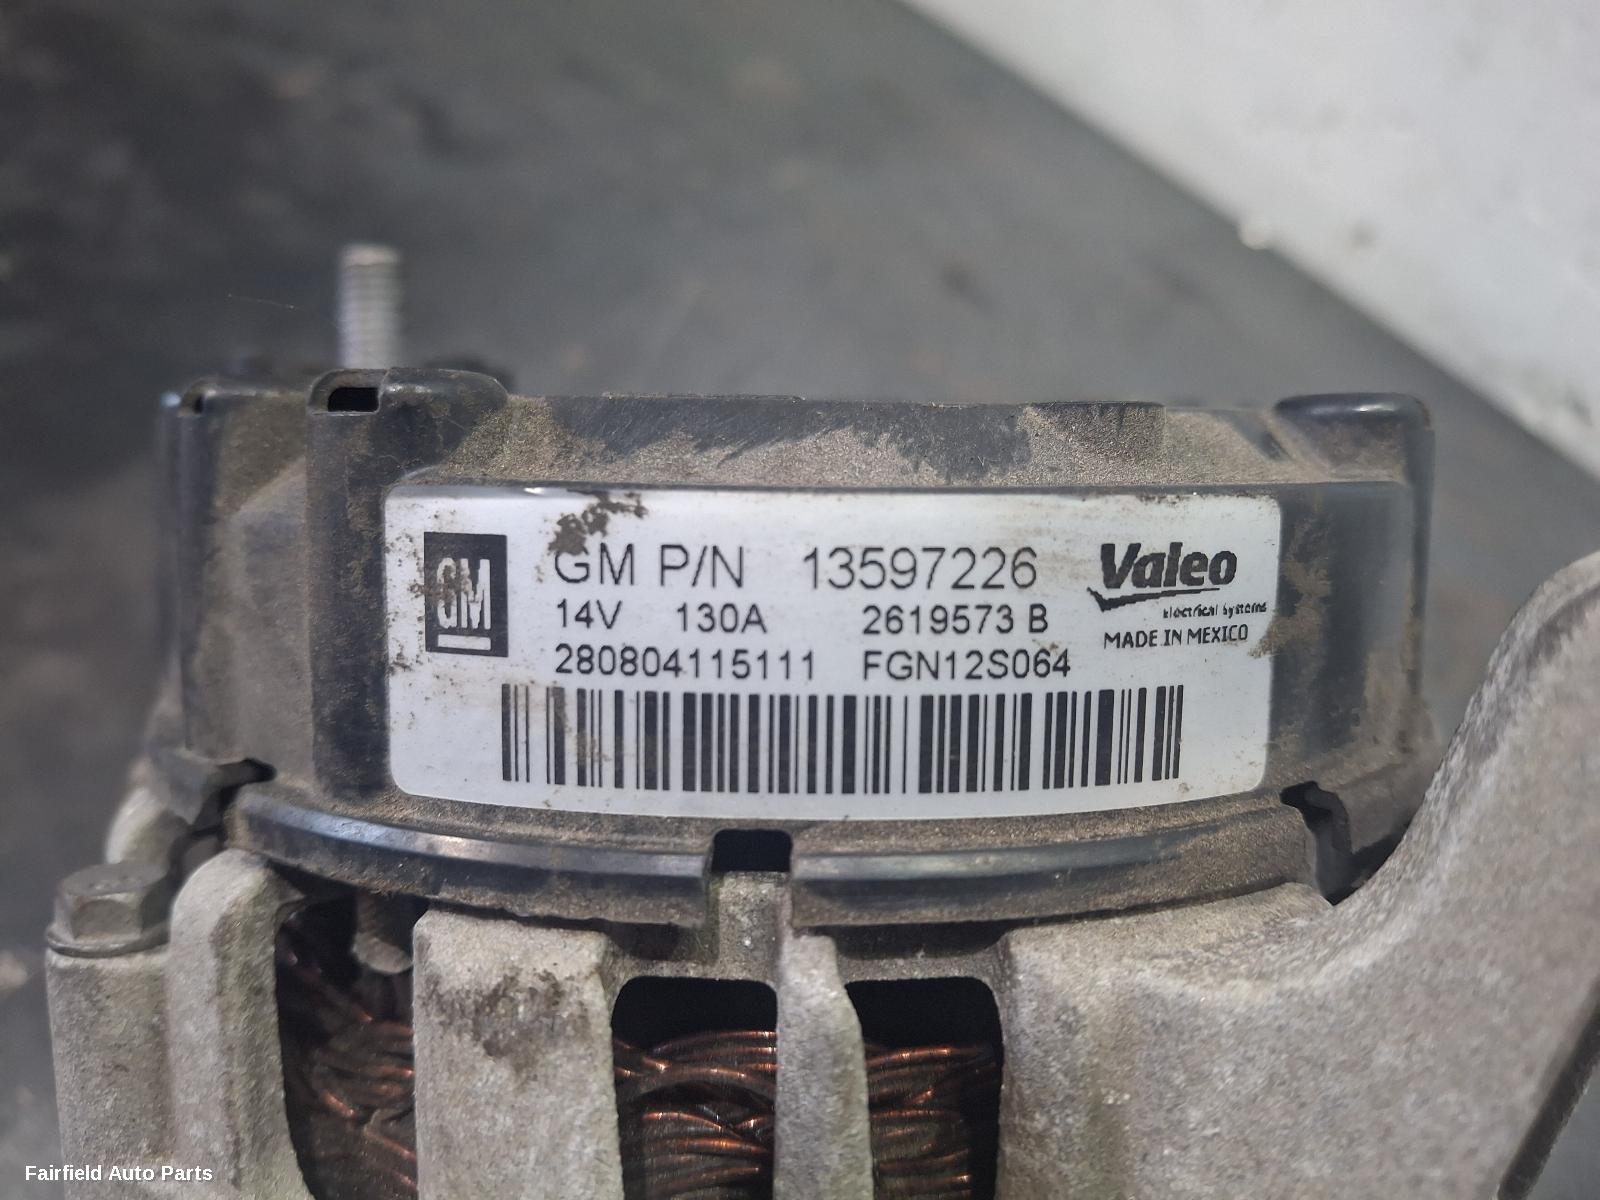 GM
GM P/N 13597226
14V 130A 2619573 B
280804115111 FGN12S064
Valeo
Electrical Systems
MADE IN MEXICO
Fairfield Auto Parts